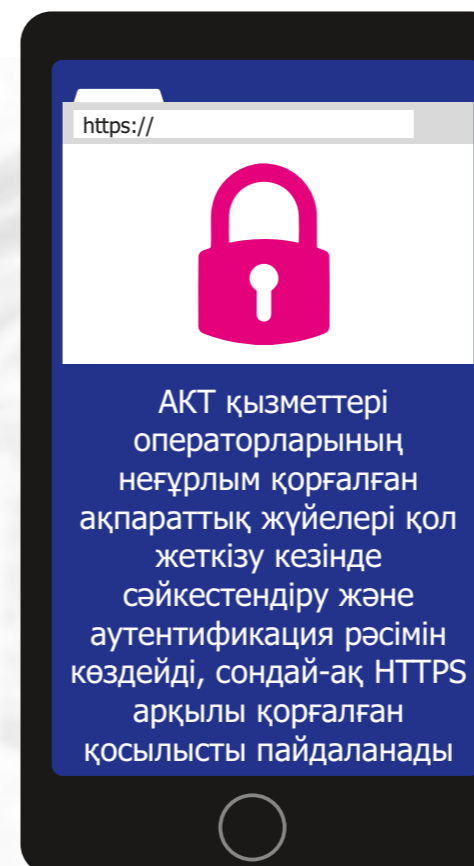 https://
АКТ қызметтері
операторларының
неғұрлым қорғалған
ақпараттық жүйелері қол
жеткізу кезінде
сәйкестендіру және
аутентификация рәсімін
көздейді, сондай-ақ HTTPS
арқылы қорғалған
қосылысты пайдаланады